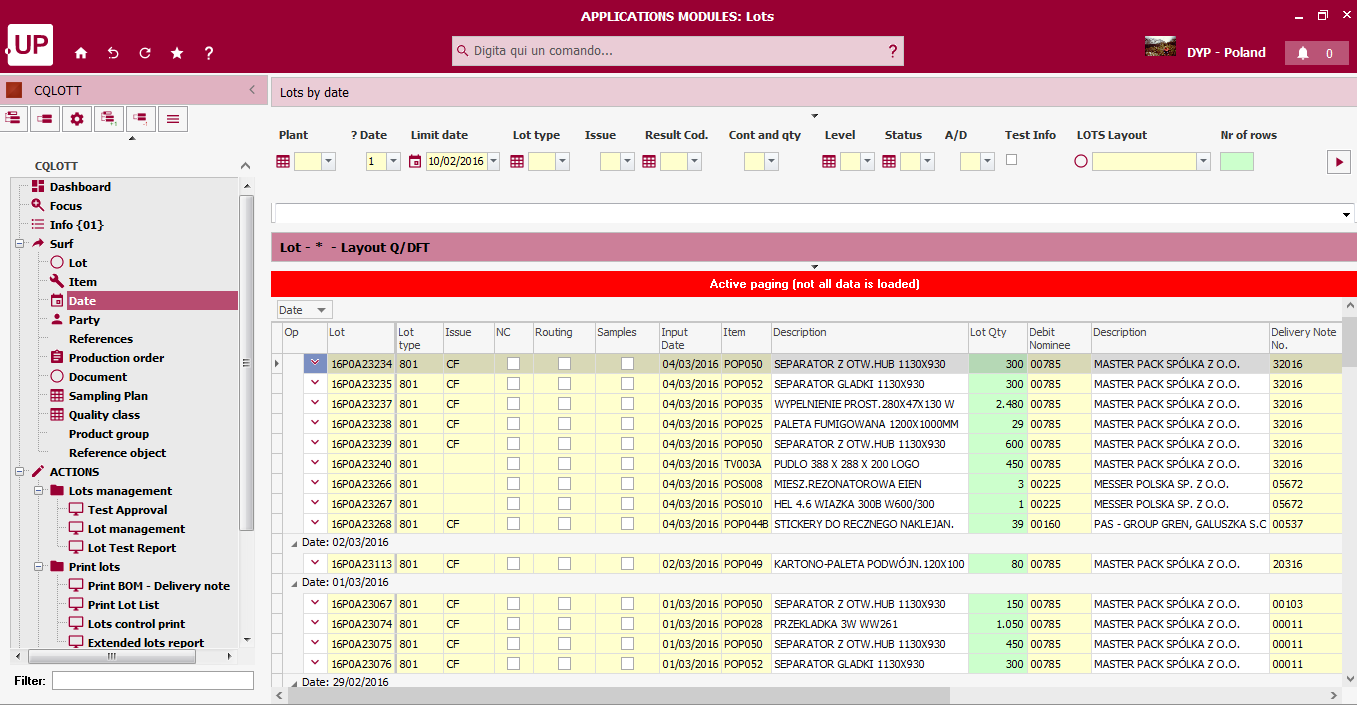 APPLICATIONS MODULES: Lots
UP
?
Digita qui un comando... ?
DYP - Poland
0
CQLOTT
Lots by date
Plant ? Date Limit date Lot type Issue Result Cod. Cont and qty Level Status A/D Test Info LOTS Layout Nr of rows
1 10/02/2016
CQLOTT
Dashboard
Focus
Info {01}
Surf
Lot
Item
Date
Party
References
Production order
Document
Sampling Plan
Quality class
Product group
Reference object
ACTIONS
Lots management
Test Approval
Lot management
Lot Test Report
Print lots
Print BOM - Delivery note
Print Lot List
Lots control print
Extended lots report
Filter:
Lot - * - Layout Q/DFT
Active paging (not all data is loaded)
Date
Op Lot Lot type Issue NC Routing Samples Input Date Item Description Lot Qty Debit Nominee Description Delivery Note No.
16P0A23234 801 CF 04/03/2016 POP050 SEPARATOR Z OTW.HUB 1130X930 300 00785 MASTER PACK SPÓLKA Z O.O. 32016
16P0A23235 801 CF 04/03/2016 POP052 SEPARATOR GLADKI 1130X930 300 00785 MASTER PACK SPÓLKA Z O.O. 32016
16P0A23237 801 CF 04/03/2016 POP035 WYPELNIENIE PROST.280X47X130 W 2.480 00785 MASTER PACK SPÓLKA Z O.O. 32016
16P0A23238 801 CF 04/03/2016 POP025 PALETA FUMIGOWANA 1200X1000MM 29 00785 MASTER PACK SPÓLKA Z O.O. 32016
16P0A23239 801 CF 04/03/2016 POP050 SEPARATOR Z OTW.HUB 1130X930 600 00785 MASTER PACK SPÓLKA Z O.O. 32016
16P0A23240 801 04/03/2016 TV003A PUDLO 388 X 288 X 200 LOGO 450 00785 MASTER PACK SPÓLKA Z O.O. 32016
16P0A23266 801 04/03/2016 POS008 MIESZ.REZONATOROWA EIEN 3 00225 MESSER POLSKA SP. Z O.O. 05672
16P0A23267 801 04/03/2016 POS010 HEL 4.6 WIAZKA 300B W600/300 1 00225 MESSER POLSKA SP. Z O.O. 05672
16P0A23268 801 CF 04/03/2016 POP044B STICKERY DO RECZNEGO NAKLEJAN. 39 00160 PAS - GROUP GREN, GALUSZKA S.C 00537
Date: 02/03/2016
16P0A23113 801 CF 02/03/2016 POP049 KARTONO-PALETA PODWÓJN.120X100 80 00785 MASTER PACK SPÓLKA Z O.O. 20316
Date: 01/03/2016
16P0A23067 801 CF 01/03/2016 POP050 SEPARATOR Z OTW.HUB 1130X930 150 00785 MASTER PACK SPÓLKA Z O.O. 00103
16P0A23074 801 CF 01/03/2016 POP028 PRZEKLADKA 3W WW261 1.050 00785 MASTER PACK SPÓLKA Z O.O. 00011
16P0A23075 801 CF 01/03/2016 POP050 SEPARATOR Z OTW.HUB 1130X930 450 00785 MASTER PACK SPÓLKA Z O.O. 00011
16P0A23076 801 CF 01/03/2016 POP052 SEPARATOR GLADKI 1130X930 300 00785 MASTER PACK SPÓLKA Z O.O. 00011
Date: 29/02/2016